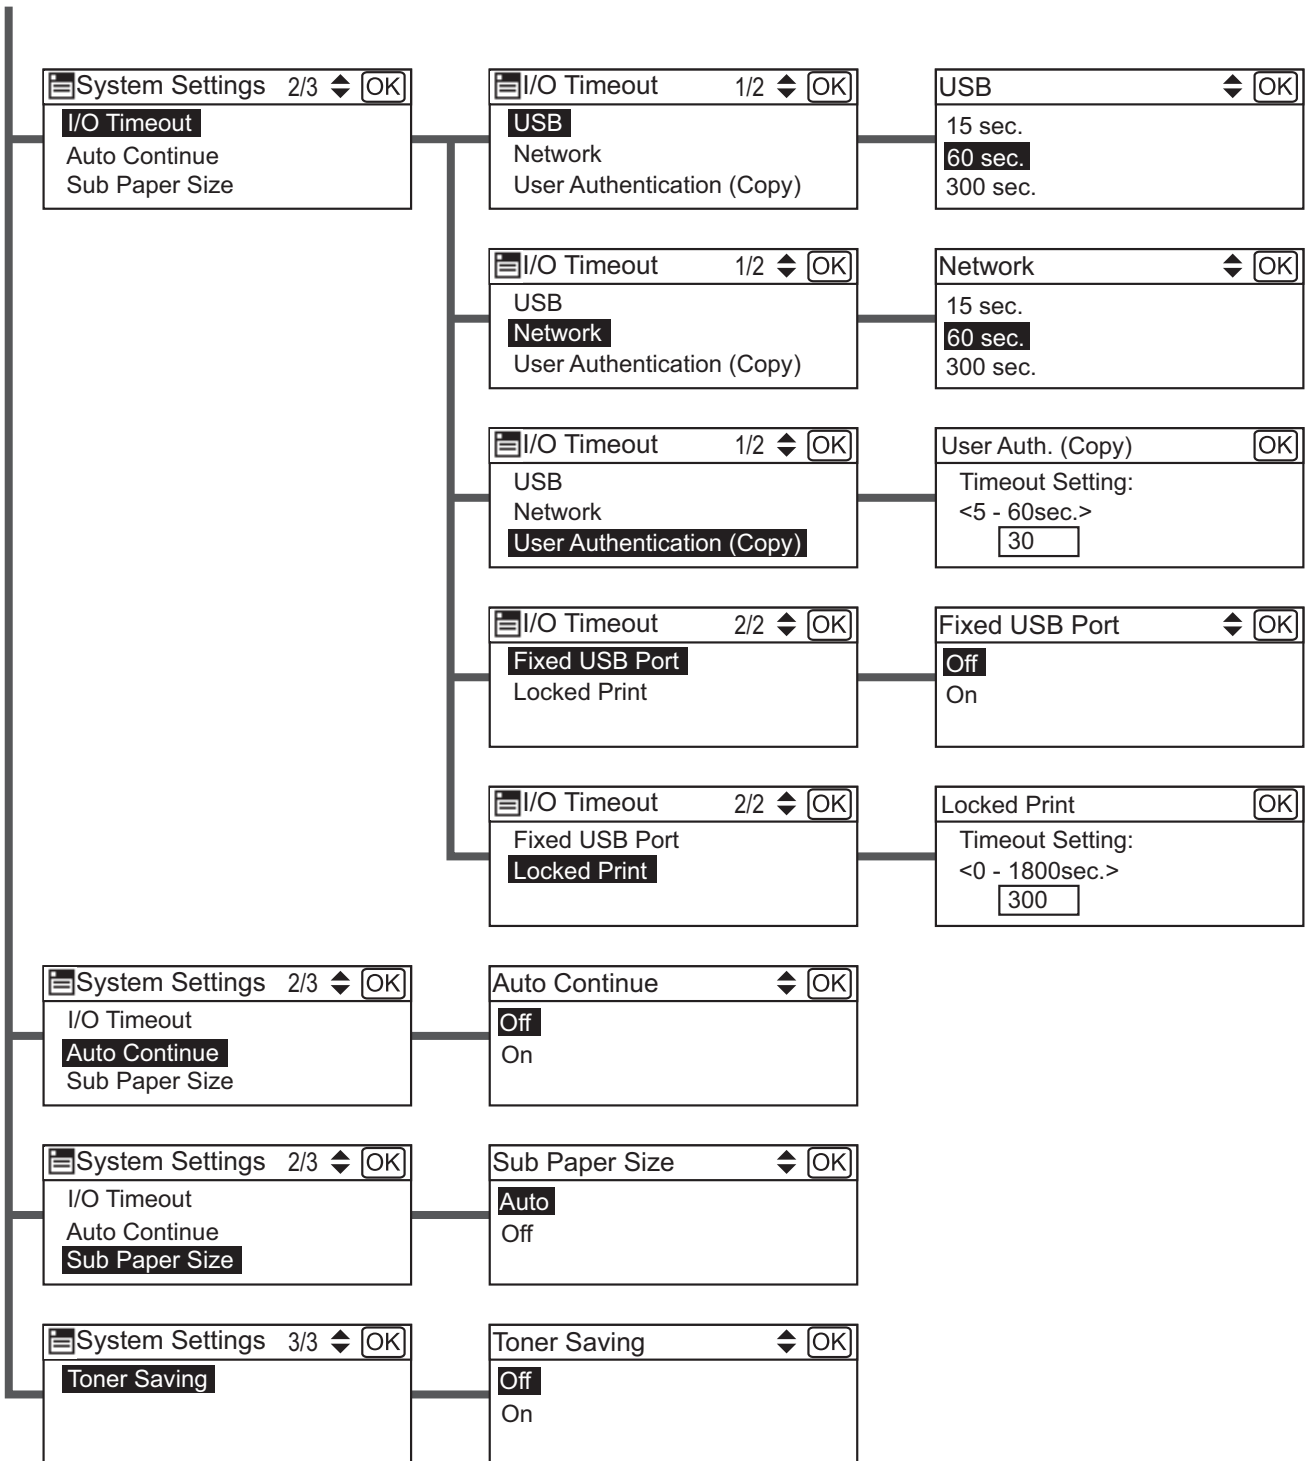 System Settings 2/3 OK
I/O Timeout
Auto Continue
Sub Paper Size
I/O Timeout 1/2 OK
USB
Network
User Authentication (Copy)
USB OK
15 sec.
60 sec.
300 sec.
I/O Timeout 1/2 OK
USB
Network
User Authentication (Copy)
Network OK
15 sec.
60 sec.
300 sec.
I/O Timeout 1/2 OK
USB
Network
User Authentication (Copy)
User Auth. (Copy) OK
Timeout Setting:
<5 - 60sec.>
30
I/O Timeout 2/2 OK
Fixed USB Port
Locked Print
Fixed USB Port OK
Off
On
I/O Timeout 2/2 OK
Fixed USB Port
Locked Print
Locked Print OK
Timeout Setting:
<0 - 1800sec.>
300
System Settings 2/3 OK
I/O Timeout
Auto Continue
Sub Paper Size
Auto Continue OK
Off
On
System Settings 2/3 OK
I/O Timeout
Auto Continue
Sub Paper Size
Sub Paper Size OK
Auto
Off
System Settings 3/3 OK
Toner Saving
Toner Saving OK
Off
On